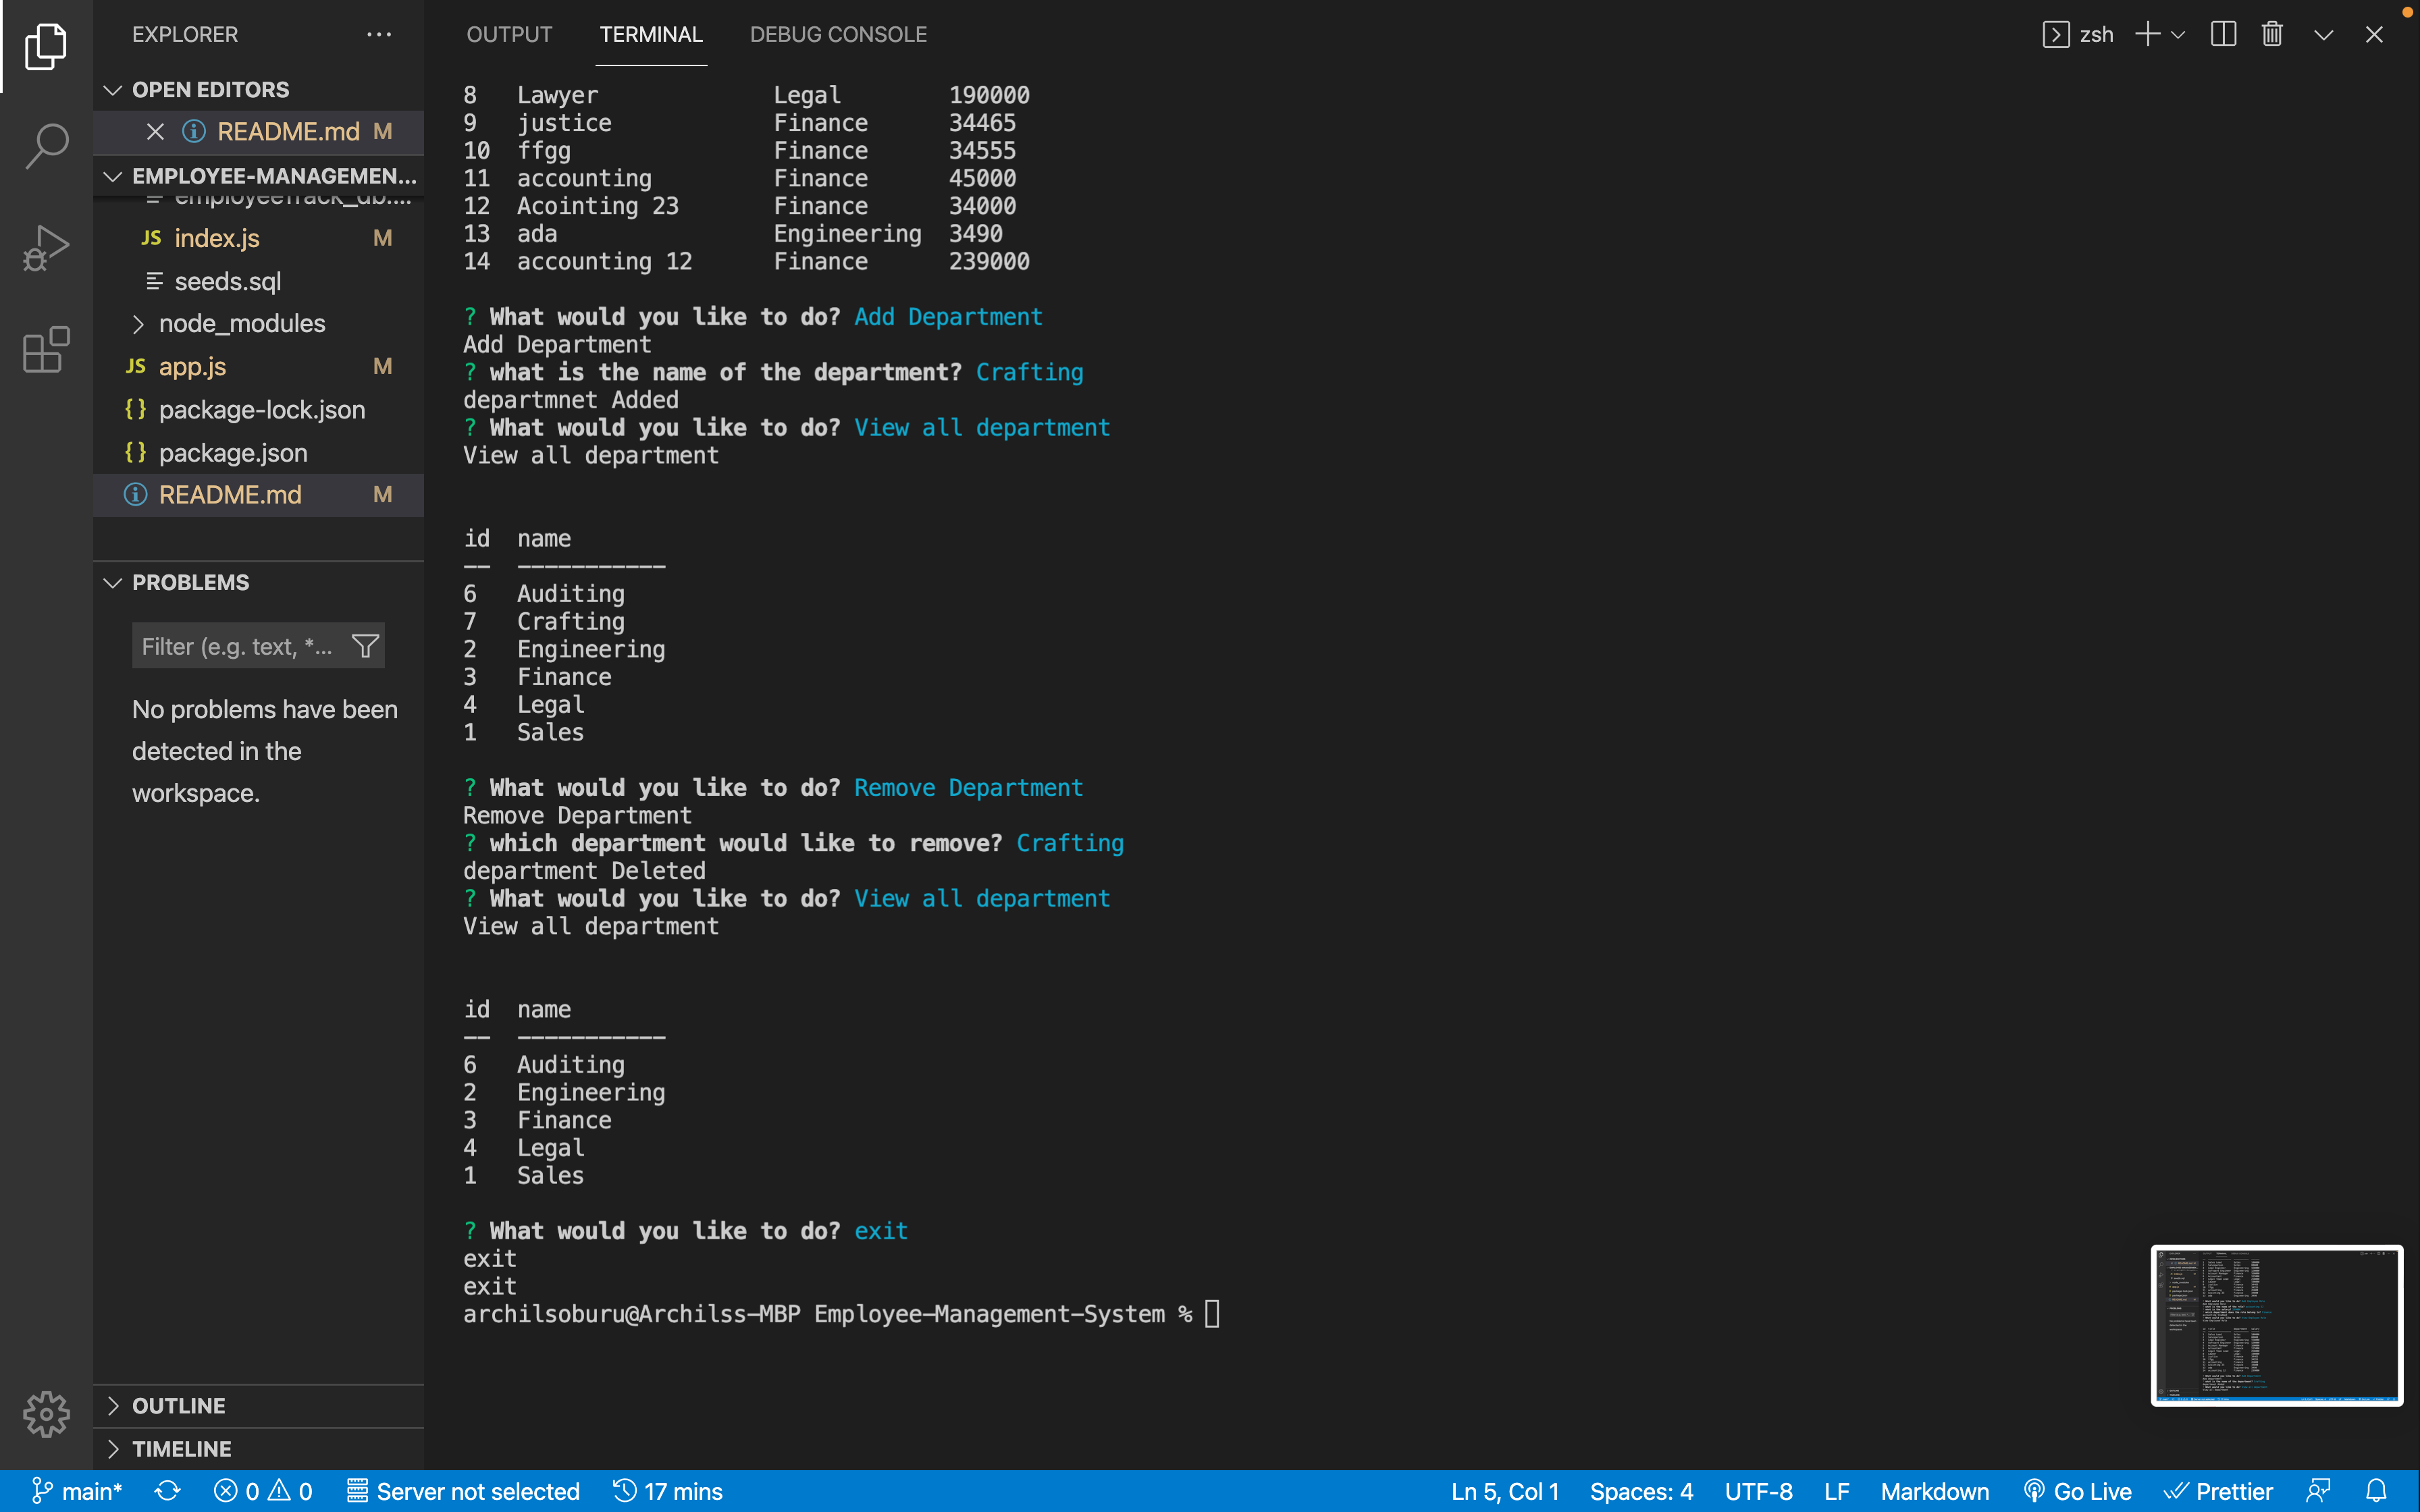 EXPLORER
OPEN EDITORS
README.md M
EMPLOYEE-MANAGEMEN...
employeeTrack_db....
JS index.js M
seeds.sql
node_modules
JS app.js M
{} package-lock.json
{} package.json
README.md M
PROBLEMS
Filter (e.g. text, *...
No problems have been
detected in the
workspace.
OUTLINE
TIMELINE
OUTPUT TERMINAL DEBUG CONSOLE
zsh
8 Lawyer Legal 190000
9 justice Finance 34465
10 ffgg Finance 34555
11 accounting Finance 45000
12 Acointing 23 Finance 34000
13 ada Engineering 3490
14 accounting 12 Finance 239000
? What would you like to do? Add Department
Add Department
? what is the name of the department? Crafting
departmnet Added
? What would you like to do? View all department
View all department
id name
-- -----------
6 Auditing
7 Crafting
2 Engineering
3 Finance
4 Legal
1 Sales
? What would you like to do? Remove Department
Remove Department
? which department would like to remove? Crafting
department Deleted
? What would you like to do? View all department
View all department
id name
-- -----------
6 Auditing
2 Engineering
3 Finance
4 Legal
1 Sales
? What would you like to do? exit
exit
exit
archilsoburu@Archilss-MBP Employee-Management-System %
main* 0 0 Server not selected 17 mins Ln 5, Col 1 Spaces: 4 UTF-8 LF Markdown Go Live Prettier